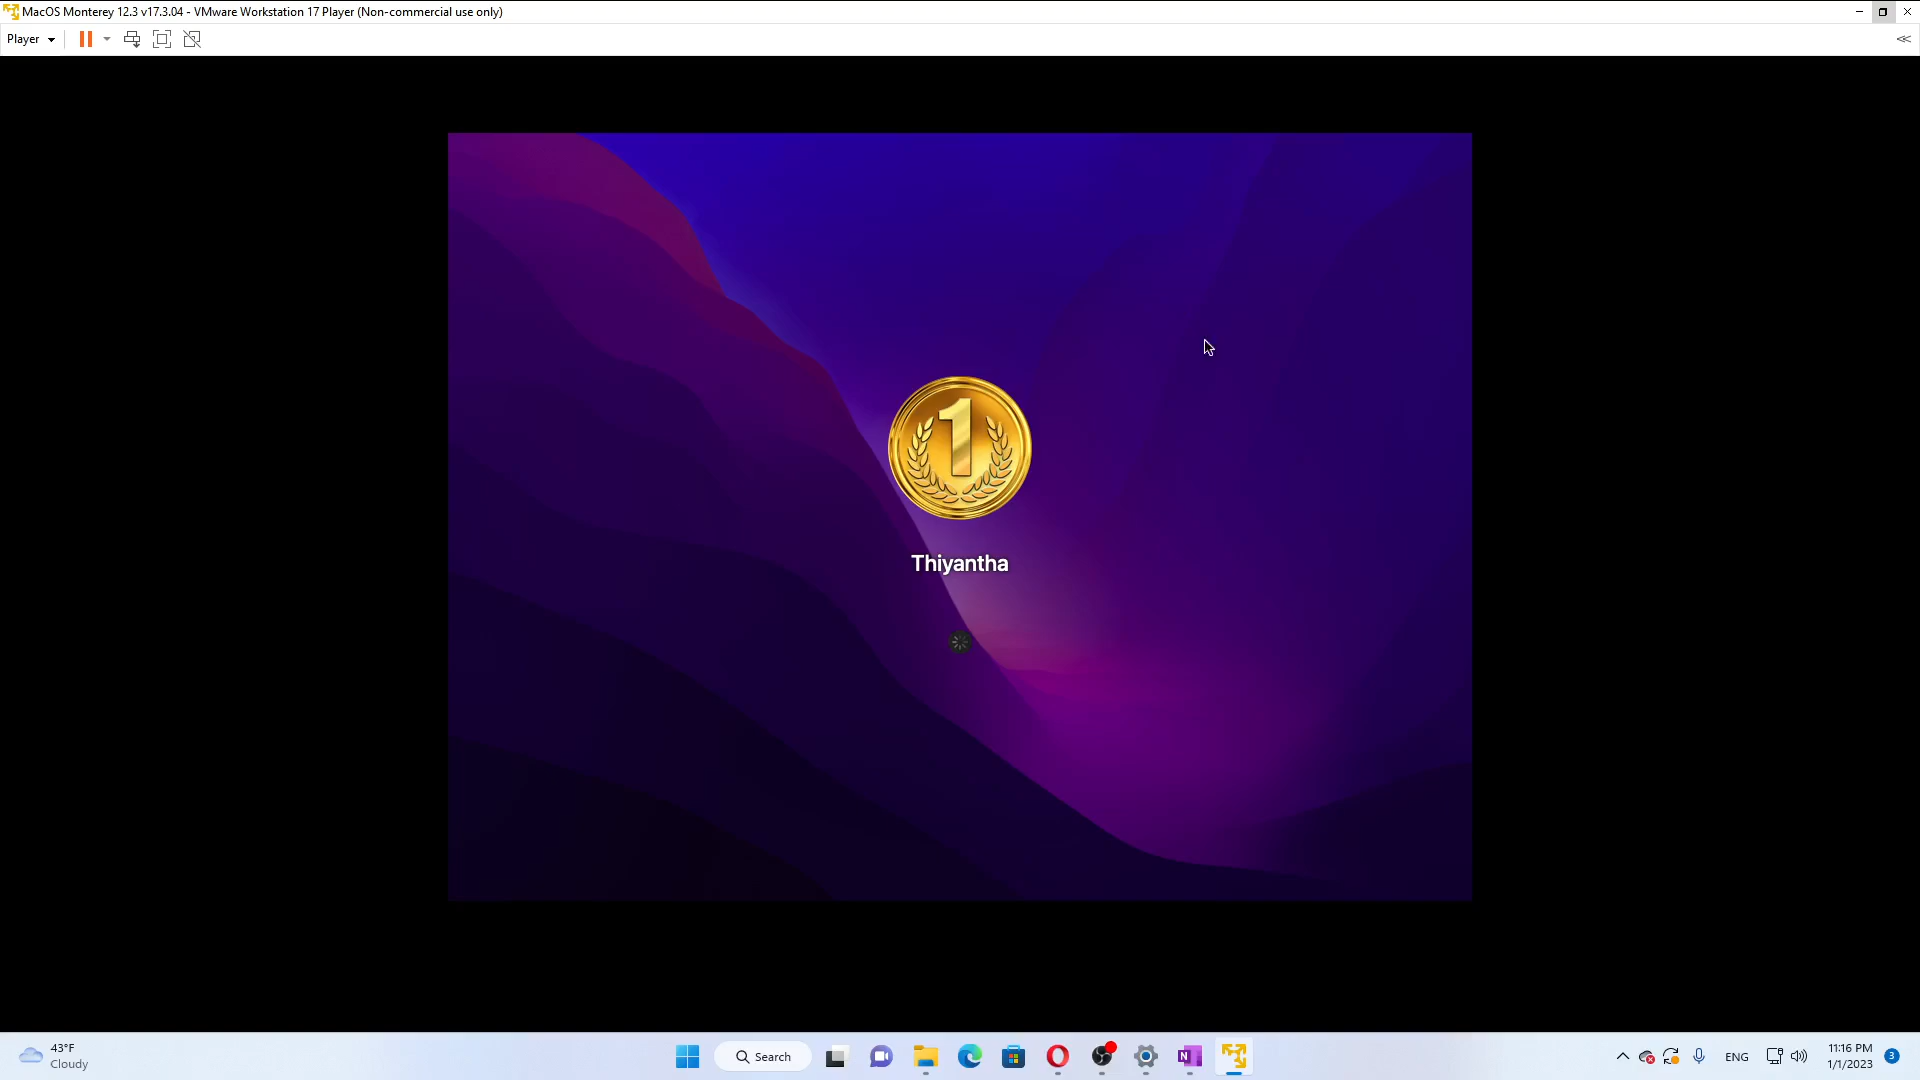 MacOS Monterey 12.3 v17.3.04 - VMware Workstation 17 Player (Non-commercial use only)
Player
1
Thiyantha
43°F
Cloudy
Search
N
ENG
11:16 PM
1/1/2023
3